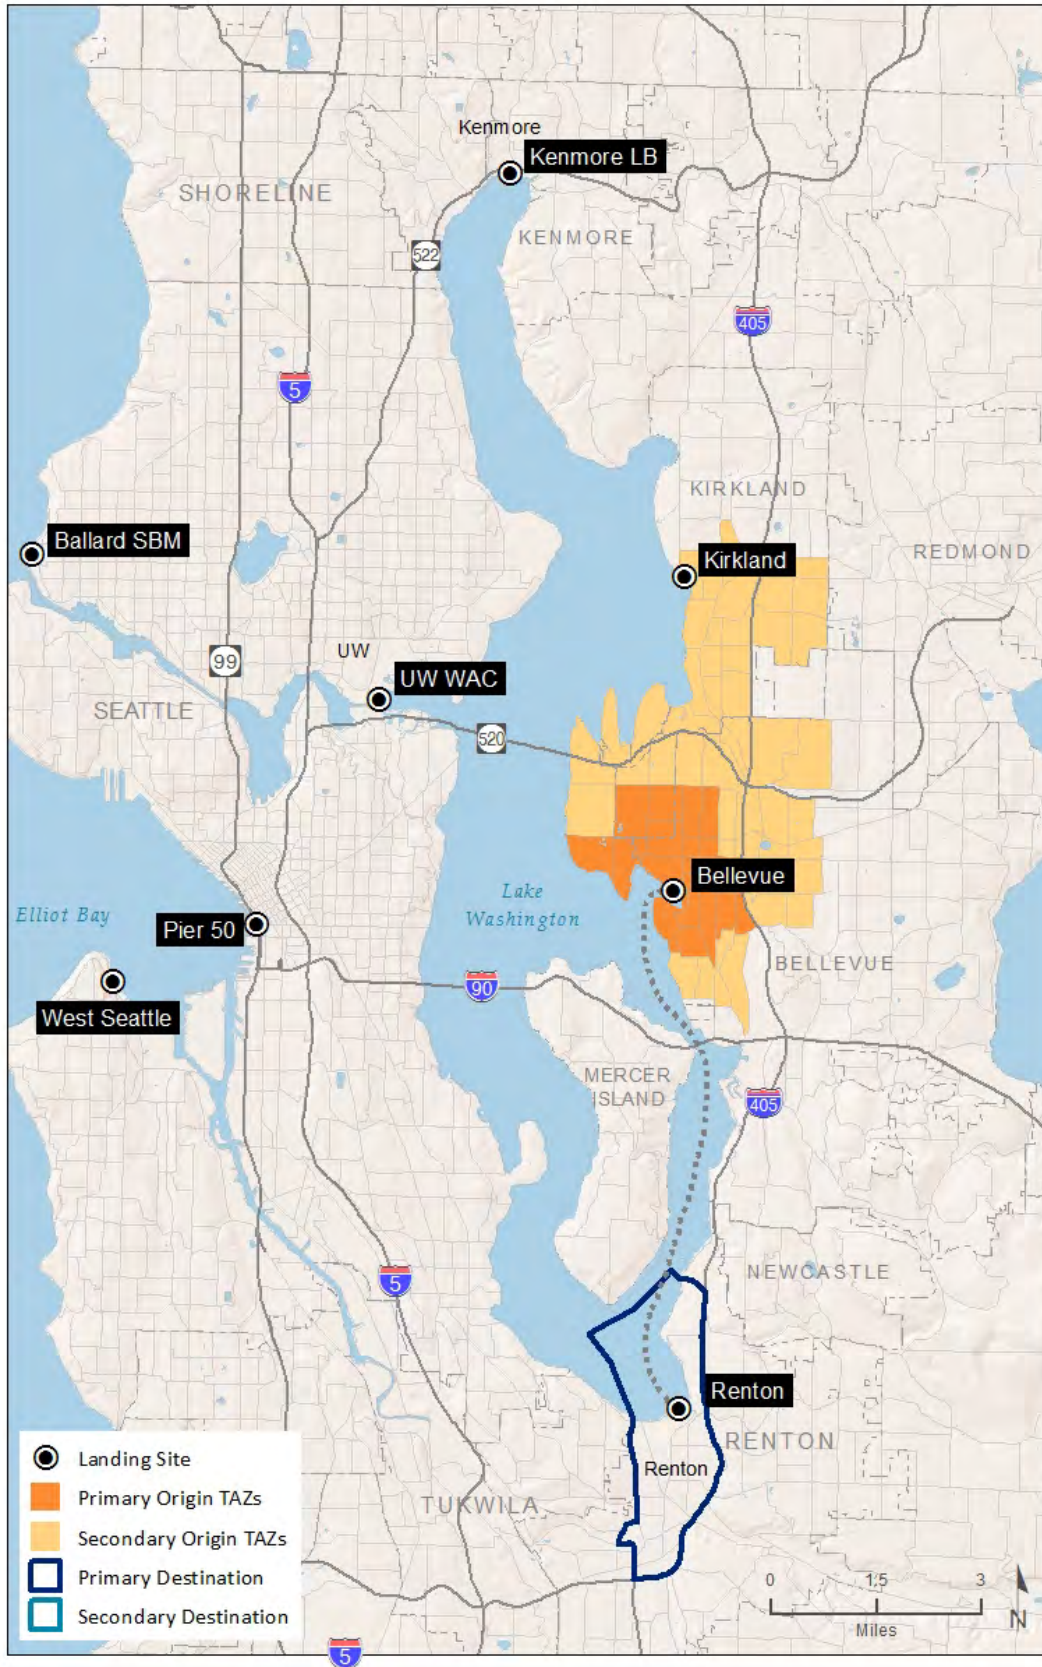 Kenmore
Kenmore LB
SHORELINE
KENMORE
522
405
5
KIRKLAND
Ballard SBM
Kirkland
REDMOND
UW
99
UW WAC
SEATTLE
520
Bellevue
Lake
Washington
Elliot Bay
Pier 50
BELLEVUE
90
West Seattle
MERCER
ISLAND
405
5
NEWCASTLE
Renton
RENTON
Renton
TUKWILA
Landing Site
Primary Origin TAZs
Secondary Origin TAZs
Primary Destination
Secondary Destination
0 1.5 3
Miles
N
5